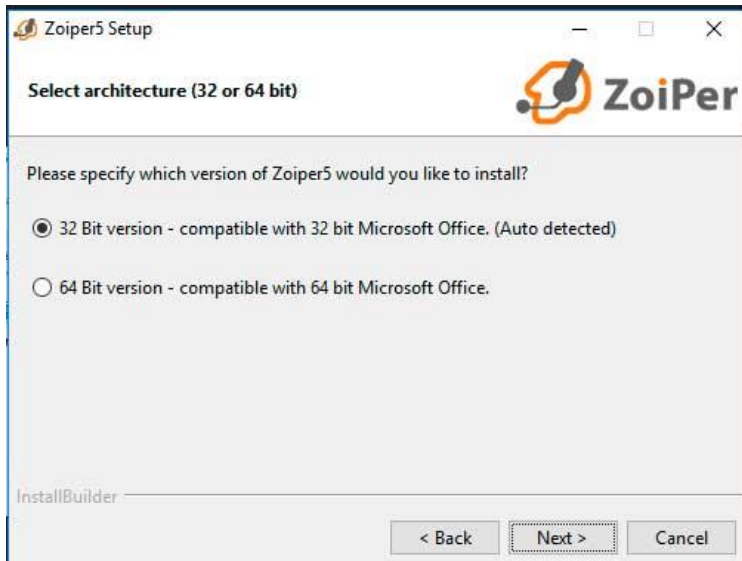 Zoiper5 Setup
Select architecture (32 or 64 bit)
ZoiPer
Please specify which version of Zoiper5 would you like to install?
32 Bit version - compatible with 32 bit Microsoft Office. (Auto detected)
64 Bit version - compatible with 64 bit Microsoft Office.
InstallBuilder
< Back Next > Cancel